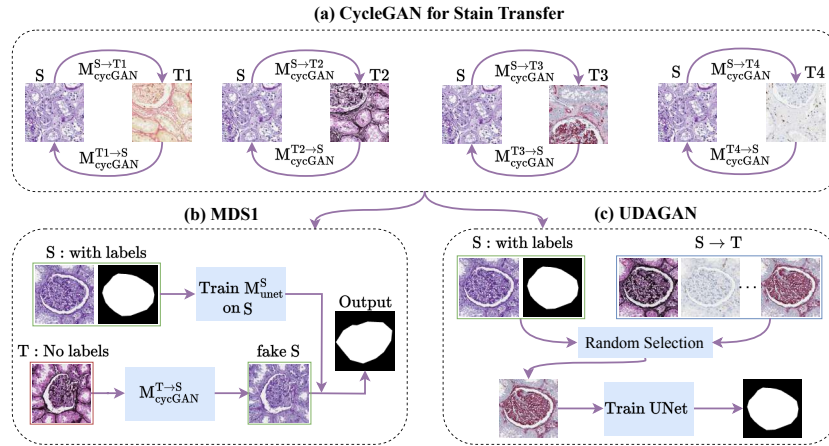 (a) CycleGAN for Stain Transfer
S M^{S→T1}_{cycGAN} T1
M^{T1→S}_{cycGAN}
S M^{S→T2}_{cycGAN} T2
M^{T2→S}_{cycGAN}
S M^{S→T3}_{cycGAN} T3
M^{T3→S}_{cycGAN}
S M^{S→T4}_{cycGAN} T4
M^{T4→S}_{cycGAN}
(b) MDS1
S : with labels
Train M^{S}_{unet}
on S
Output
T : No labels
M^{T→S}_{cycGAN}
fake S
(c) UDAGAN
S : with labels
S → T
...
Random Selection
Train UNet